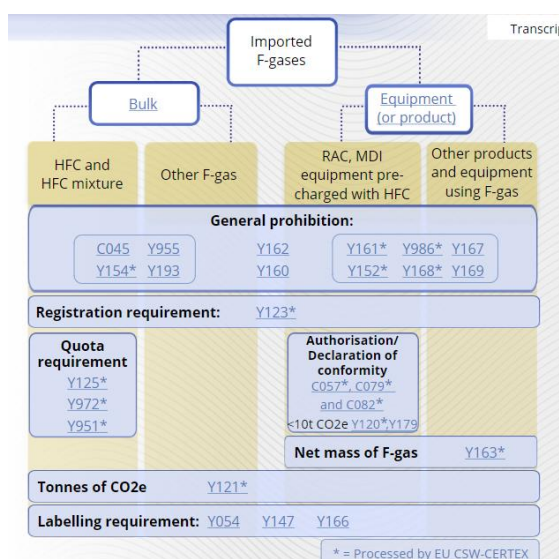 Transcrip
Imported
F-gases
Bulk
Equipment
(or product)
HFC and
HFC mixture
Other F-gas
RAC, MDI
equipment pre-
charged with HFC
Other products
and equipment
using F-gas
General prohibition:
C045 Y955 Y162 Y161* Y986* Y167
Y154* Y193 Y160 Y152* Y168* Y169
Registration requirement: Y123*
Quota
requirement
Y125*
Y972*
Y951*
Authorisation/
Declaration of
conformity
C057*, C079*
and C082*
<10t CO2e Y120*,Y179
Net mass of F-gas Y163*
Tonnes of CO2e Y121*
Labelling requirement: Y054 Y147 Y166
* = Processed by EU CSW-CERTEX